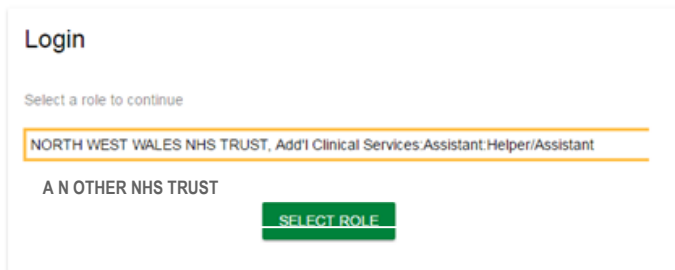 Login
Select a role to continue
NORTH WEST WALES NHS TRUST, Add'l Clinical Services:Assistant:Helper/Assistant
A N OTHER NHS TRUST
SELECT ROLE